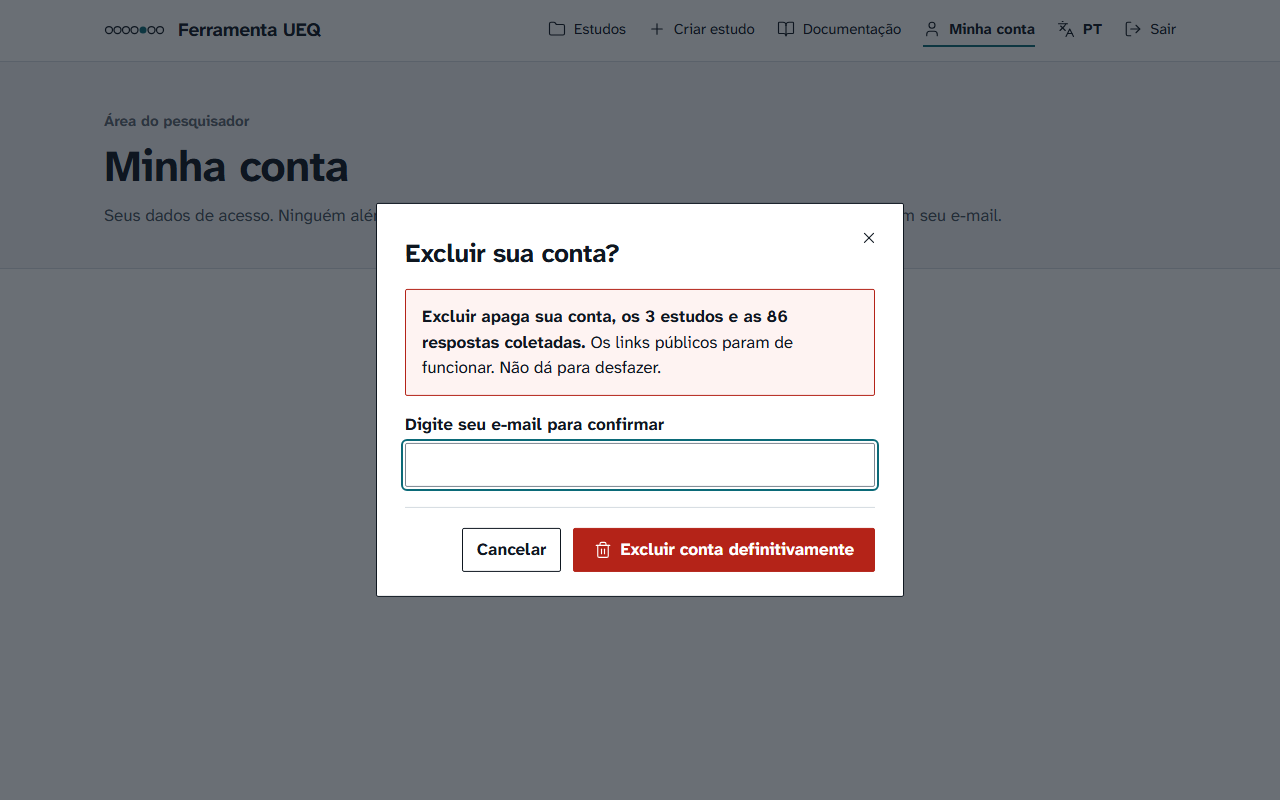 Ferramenta UEQ
Estudos
Criar estudo
Documentação
Minha conta
PT
Sair
Área do pesquisador
Minha conta
Seus dados de acesso. Ninguém alé
m seu e-mail.
Excluir sua conta?
Excluir apaga sua conta, os 3 estudos e as 86
respostas coletadas. Os links públicos param de
funcionar. Não dá para desfazer.
Digite seu e-mail para confirmar
Cancelar
Excluir conta definitivamente